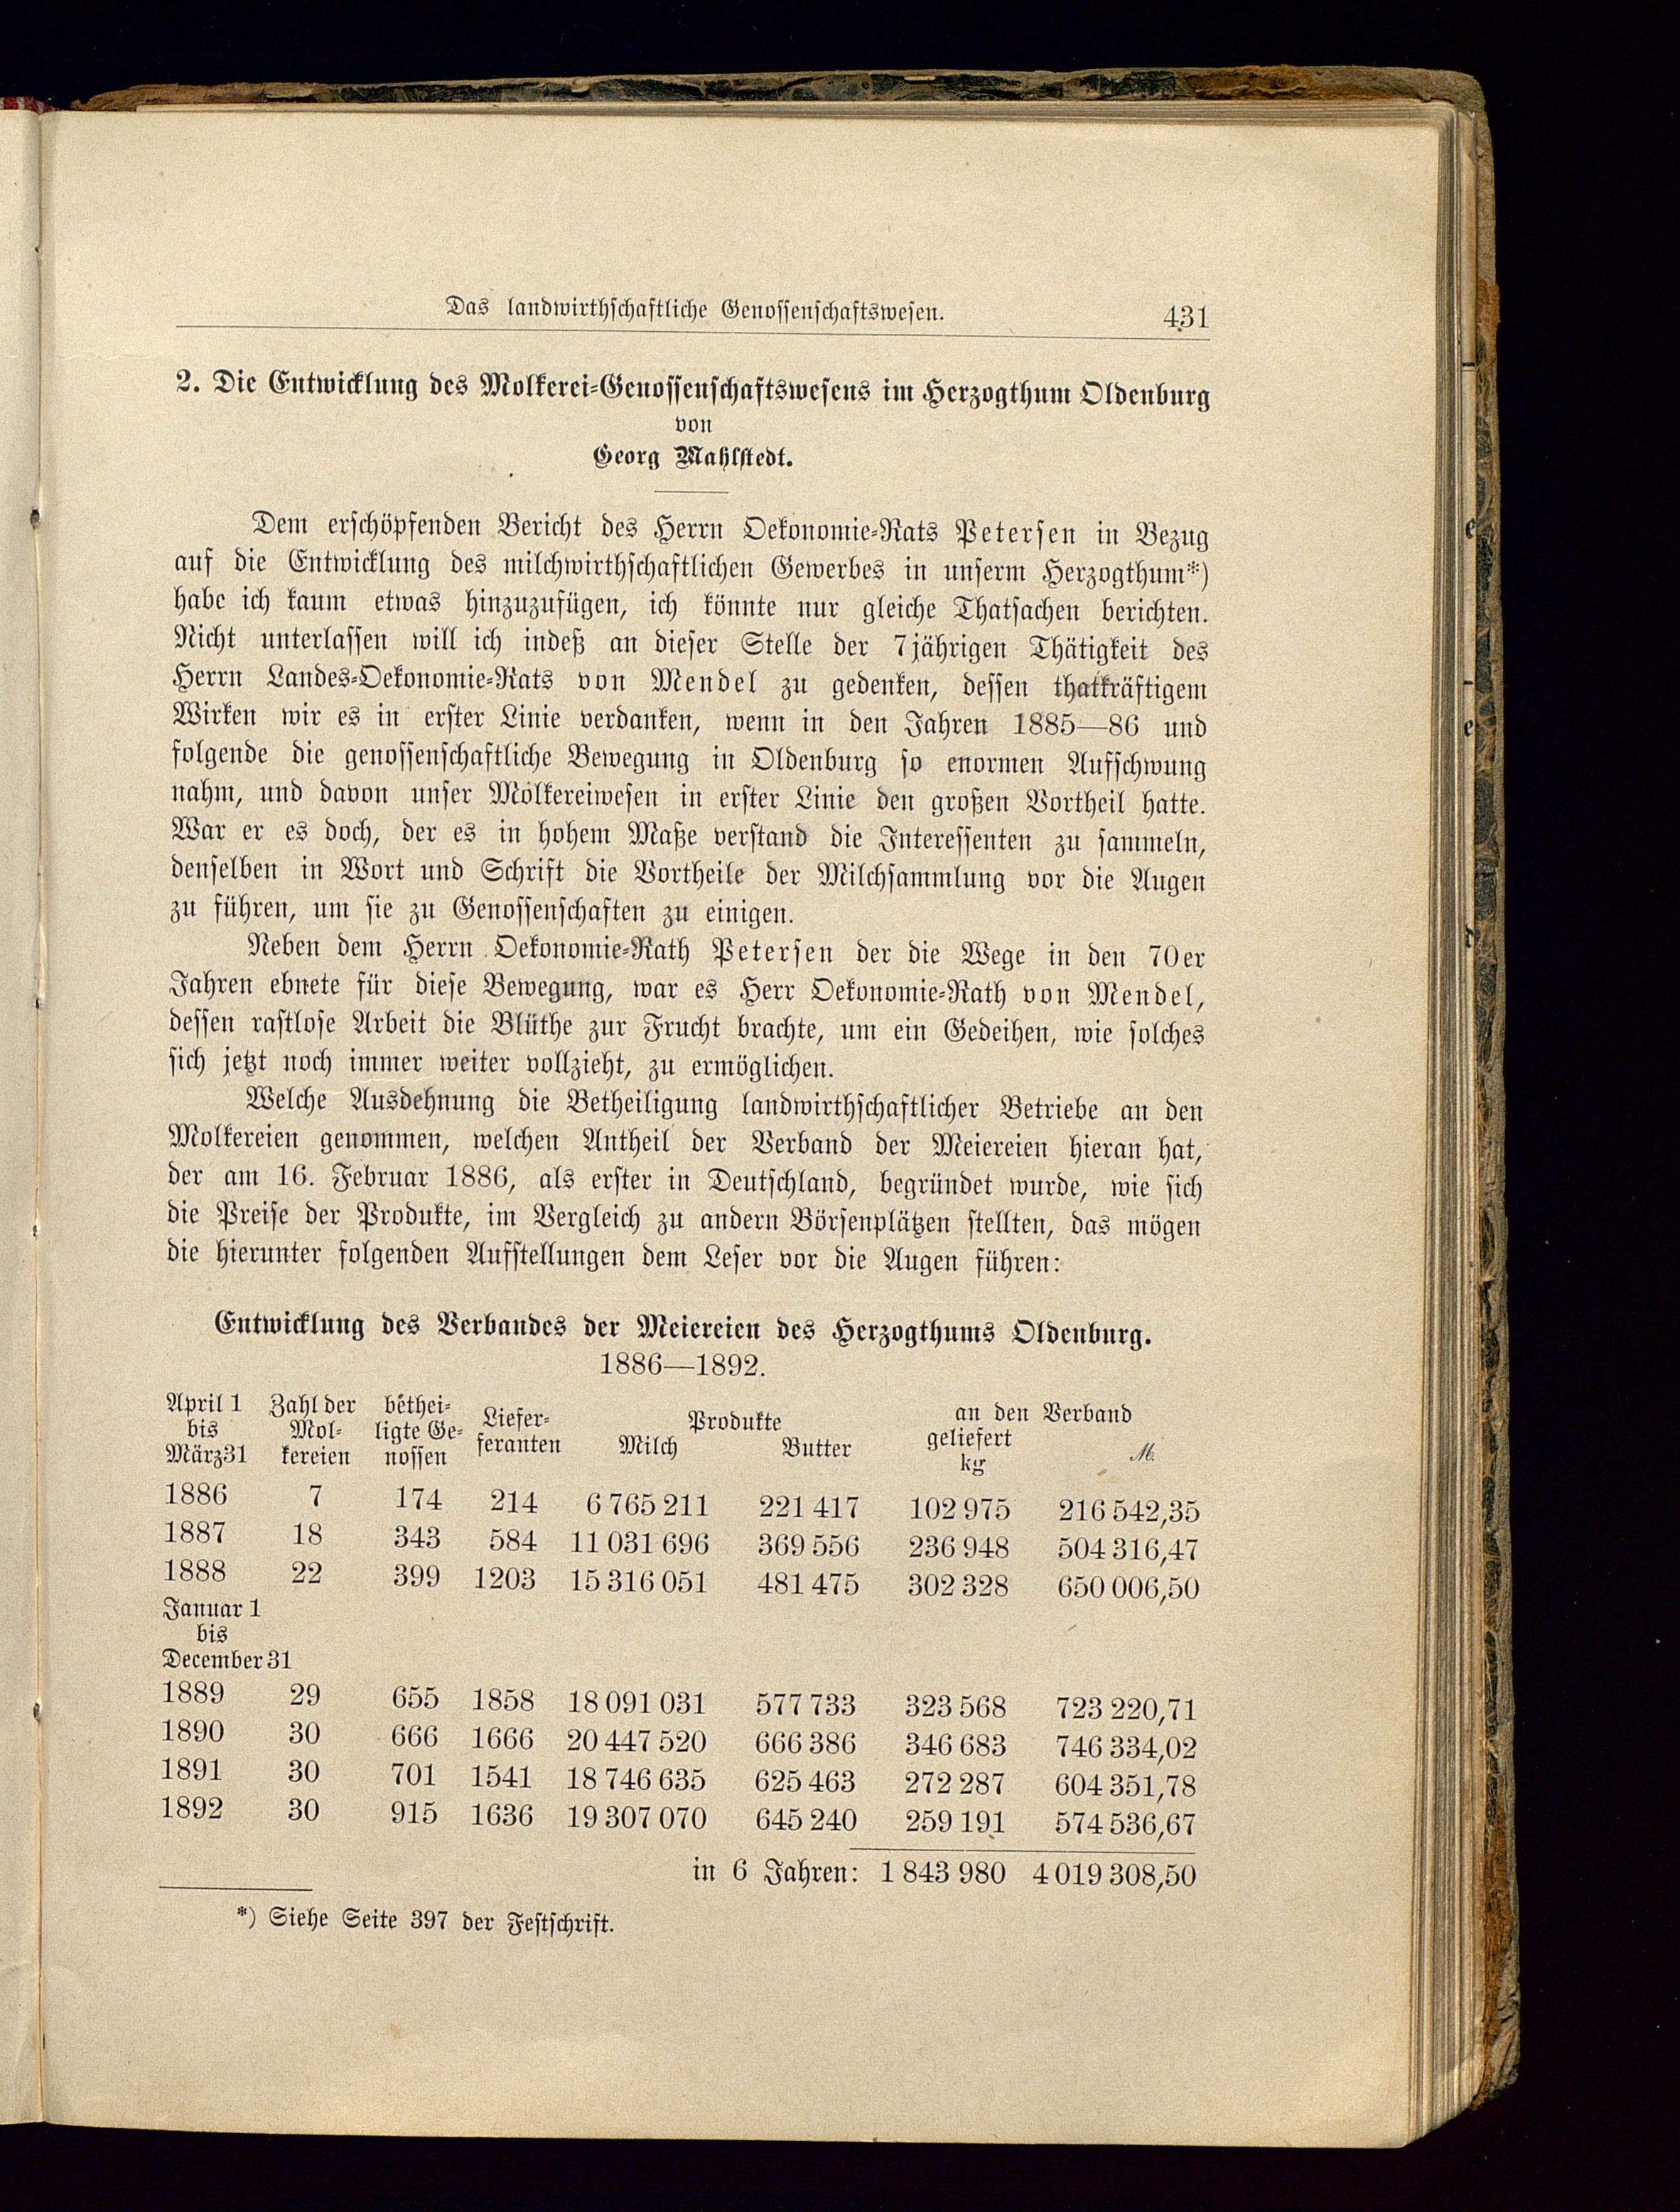 Das landwirthschaftliche Genossenschaftswesen. 431
2. Die Entwicklung des Molkerei-Genossenschaftswesens im Herzogthum Oldenburg
von
Georg Mahlstedt.
Dem erschöpfenden Bericht des Herrn Oekonomie-Rats Petersen in Bezug
auf die Entwicklung des milchwirthschaftlichen Gewerbes in unserm Herzogthum*)
habe ich kaum etwas hinzuzufügen, ich könnte nur gleiche Thatsachen berichten.
Nicht unterlassen will ich indeß an dieser Stelle der 7jährigen Thätigkeit des
Herrn Landes-Oekonomie-Rats von Mendel zu gedenken, dessen thatkräftigem
Wirken wir es in erster Linie verdanken, wenn in den Jahren 1885—86 und
folgende die genossenschaftliche Bewegung in Oldenburg so enormen Aufschwung
nahm, und davon unser Molkereiwesen in erster Linie den großen Vortheil hatte.
War er es doch, der es in hohem Maße verstand die Interessenten zu sammeln,
denselben in Wort und Schrift die Vortheile der Milchsammlung vor die Augen
zu führen, um sie zu Genossenschaften zu einigen.
Neben dem Herrn Oekonomie-Rath Petersen der die Wege in den 70er
Jahren ebnete für diese Bewegung, war es Herr Oekonomie-Rath von Mendel,
dessen rastlose Arbeit die Blüthe zur Frucht brachte, um ein Gedeihen, wie solches
sich jetzt noch immer weiter vollzieht, zu ermöglichen.
Welche Ausdehnung die Betheiligung landwirthschaftlicher Betriebe an den
Molkereien genommen, welchen Antheil der Verband der Meiereien hieran hat,
der am 16. Februar 1886, als erster in Deutschland, begründet wurde, wie sich
die Preise der Produkte, im Vergleich zu andern Börsenplätzen stellten, das mögen
die hierunter folgenden Aufstellungen dem Leser vor die Augen führen:
Entwicklung des Verbandes der Meiereien des Herzogthums Oldenburg.
1886—1892.
April 1 Zahl der bethei- Liefer- Produkte an den Verband
bis Mol- ligte Ge- feranten Milch Butter geliefert
März 31 kereien nossen kg M.
1886 7 174 214 6 765 211 221 417 102 975 216 542,35
1887 18 343 584 11 031 696 369 556 236 948 504 316,47
1888 22 399 1203 15 316 051 481 475 302 328 650 006,50
Januar 1
bis
December 31
1889 29 655 1858 18 091 031 577 733 323 568 723 220,71
1890 30 666 1666 20 447 520 666 386 346 683 746 334,02
1891 30 701 1541 18 746 635 625 463 272 287 604 351,78
1892 30 915 1636 19 307 070 645 240 259 191 574 536,67
in 6 Jahren: 1 843 980 4 019 308,50
*) Siehe Seite 397 der Festschrift.